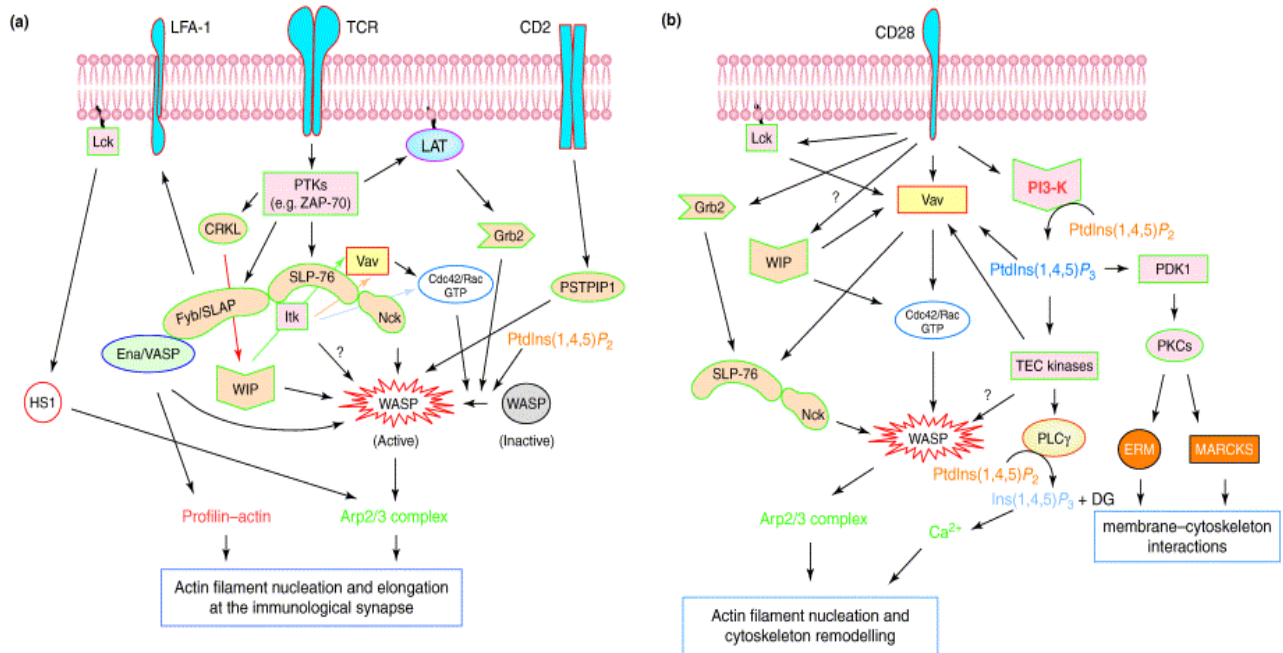 (a)
LFA-1
TCR
CD2
Lck
LAT
PTKs
(e.g. ZAP-70)
CRKL
Grb2
Vav
SLP-76
Cdc42/Rac
GTP
PSTPIP1
Fyb/SLAP
Itk
Nck
PtdIns(1,4,5)P2
Ena/VASP
?
WIP
HS1
WASP
WASP
(Active)
(Inactive)
Profilin–actin
Arp2/3 complex
Actin filament nucleation and elongation
at the immunological synapse
(b)
CD28
Lck
PI3-K
?
Vav
Grb2
PtdIns(1,4,5)P2
WIP
PtdIns(1,4,5)P3
PDK1
Cdc42/Rac
GTP
PKCs
SLP-76
TEC kinases
?
Nck
WASP
PLCγ
ERM
MARCKS
PtdIns(1,4,5)P2
Ins(1,4,5)P3 + DG
Arp2/3 complex
Ca2+
membrane–cytoskeleton
interactions
Actin filament nucleation and
cytoskeleton remodelling